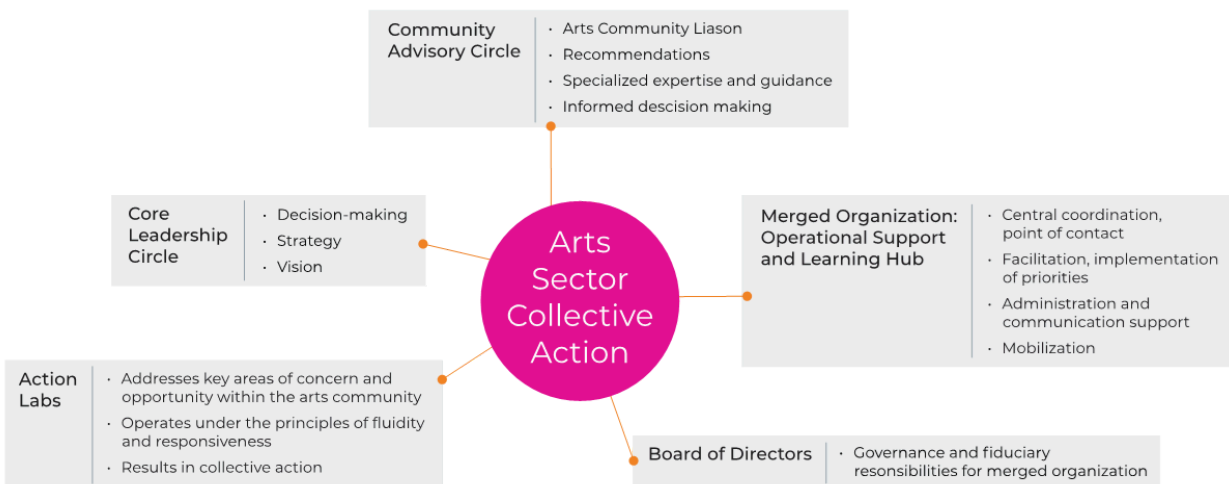 Community
Advisory Circle
· Arts Community Liason
· Recommendations
· Specialized expertise and guidance
· Informed descision making
Core
Leadership
Circle
· Decision-making
· Strategy
· Vision
Arts
Sector
Collective
Action
Merged Organization:
Operational Support
and Learning Hub
· Central coordination,
point of contact
· Facilitation, implementation
of priorities
· Administration and
communication support
· Mobilization
Action
Labs
· Addresses key areas of concern and
opportunity within the arts community
· Operates under the principles of fluidity
and responsiveness
· Results in collective action
Board of Directors
· Governance and fiduciary
resonsibilities for merged organization